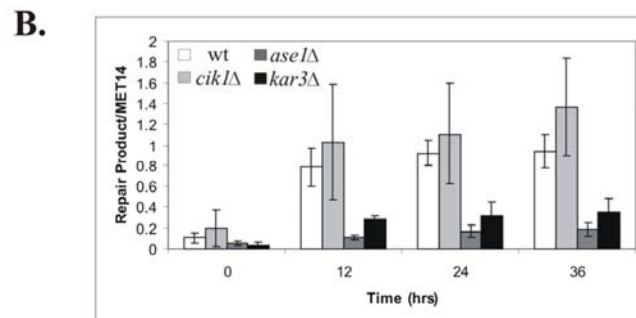 B.
2
1.8
1.6
1.4
1.2
1
0.8
0.6
0.4
0.2
0
Repair Product/MET14
wt ase1Δ
cik1Δ kar3Δ
0 12 24 36
Time (hrs)